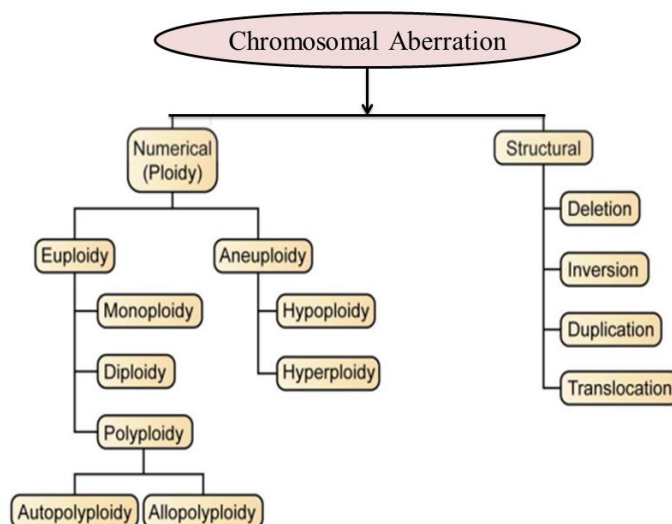 Chromosomal Aberration
Numerical
(Ploidy)
Structural
Euploidy
Aneuploidy
Deletion
Monoploidy
Hypoploidy
Inversion
Diploidy
Hyperploidy
Duplication
Polyploidy
Translocation
Autopolyploidy
Allopolyploidy